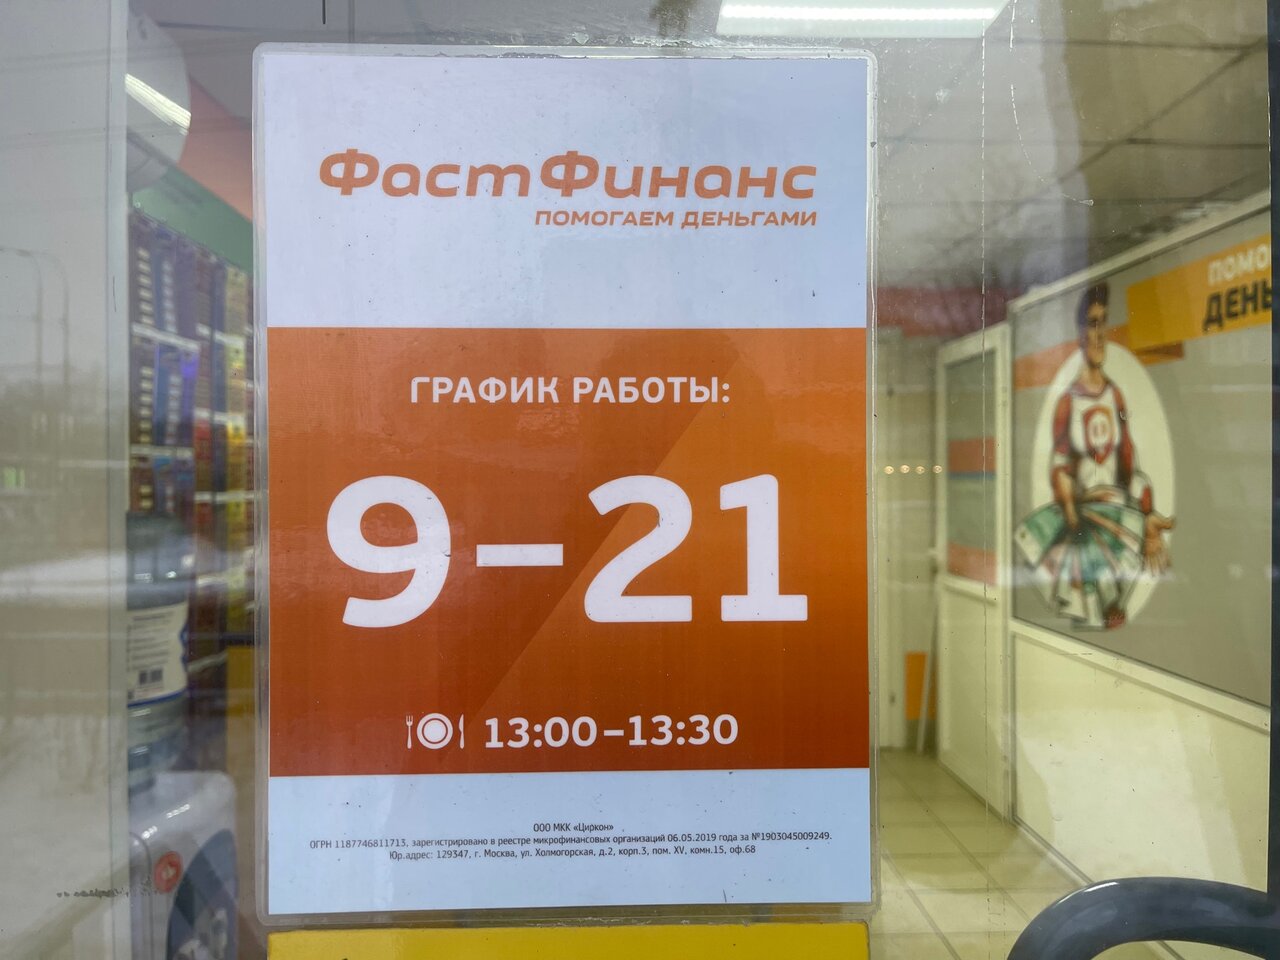 ФастФинанс
ПОМОГАЕМ ДЕНЬГАМИ
ГРАФИК РАБОТЫ:
9–21
13:00–13:30
ООО МКК «Циркон»
ОГРН 1187746811713, зарегистрировано в реестре микрофинансовых организаций 06.05.2019 года за №1903045009249.
Юр.адрес: 129347, г. Москва, ул. Холмогорская, д.2, корп.3, пом. XV, комн.15, оф.68
ПОМО
ДЕНЬ